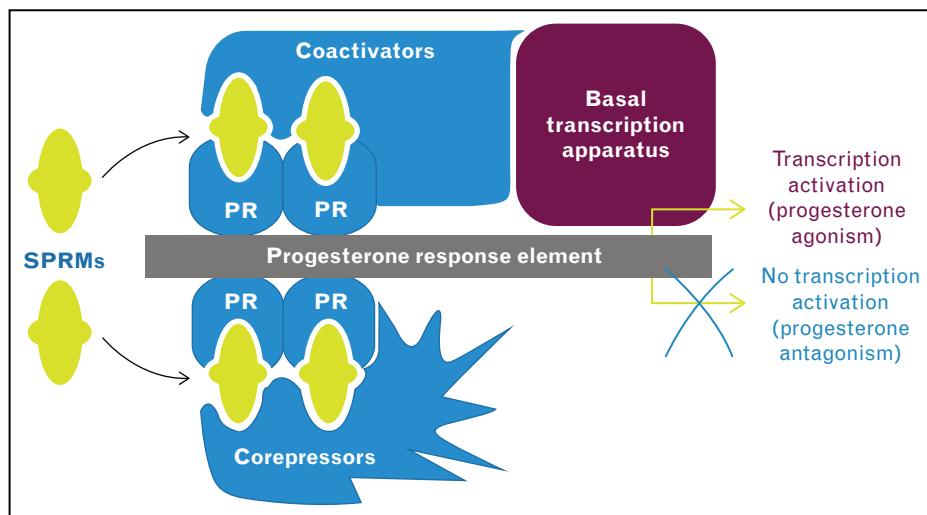 Coactivators
Basal
transcription
apparatus
PR
PR
Transcription
activation
(progesterone
agonism)
SPRMs
Progesterone response element
PR
PR
No transcription
activation
(progesterone
antagonism)
Corepressors